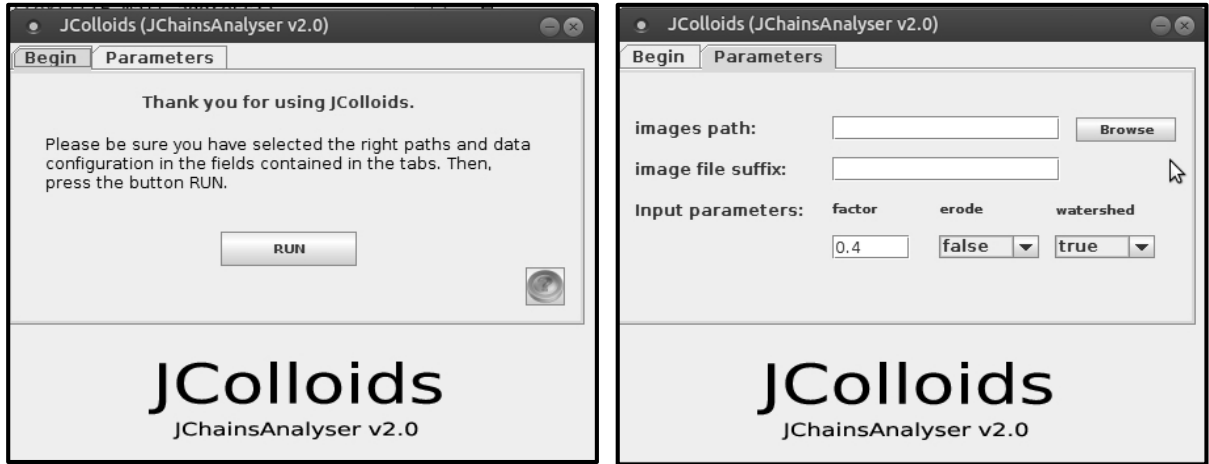 JColloids (JChainsAnalyser v2.0)
Begin Parameters
Thank you for using JColloids.
Please be sure you have selected the right paths and data
configuration in the fields contained in the tabs. Then,
press the button RUN.
RUN
?
JColloids
JChainsAnalyser v2.0
JColloids (JChainsAnalyser v2.0)
Begin Parameters
images path: Browse
image file suffix:
Input parameters: factor erode watershed
0.4 false true
JColloids
JChainsAnalyser v2.0